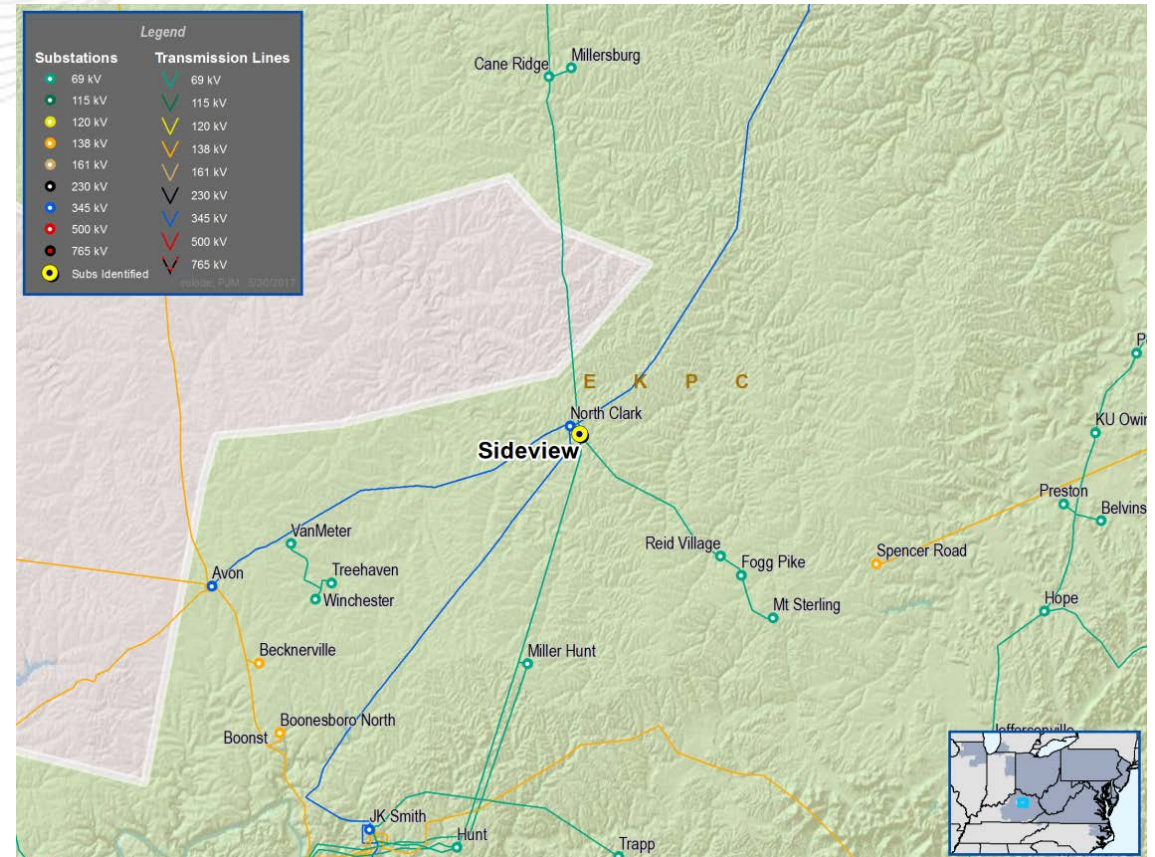 Legend
Substations
69 kV
115 kV
120 kV
138 kV
161 kV
230 kV
345 kV
500 kV
765 kV
Subs Identified
Transmission Lines
69 kV
115 kV
120 kV
138 kV
161 kV
230 kV
345 kV
500 kV
765 kV
Cane Ridge
Millersburg
E K P C
North Clark
Sideview
KU Owin
Preston
Belvins
VanMeter
Reid Village
Spencer Road
Avon
Treehaven
Fogg Pike
Winchester
Mt Sterling
Hope
Becknerville
Miller Hunt
Boonesboro North
Boonst
Jeffersonville
JK Smith
Hunt
Trapp